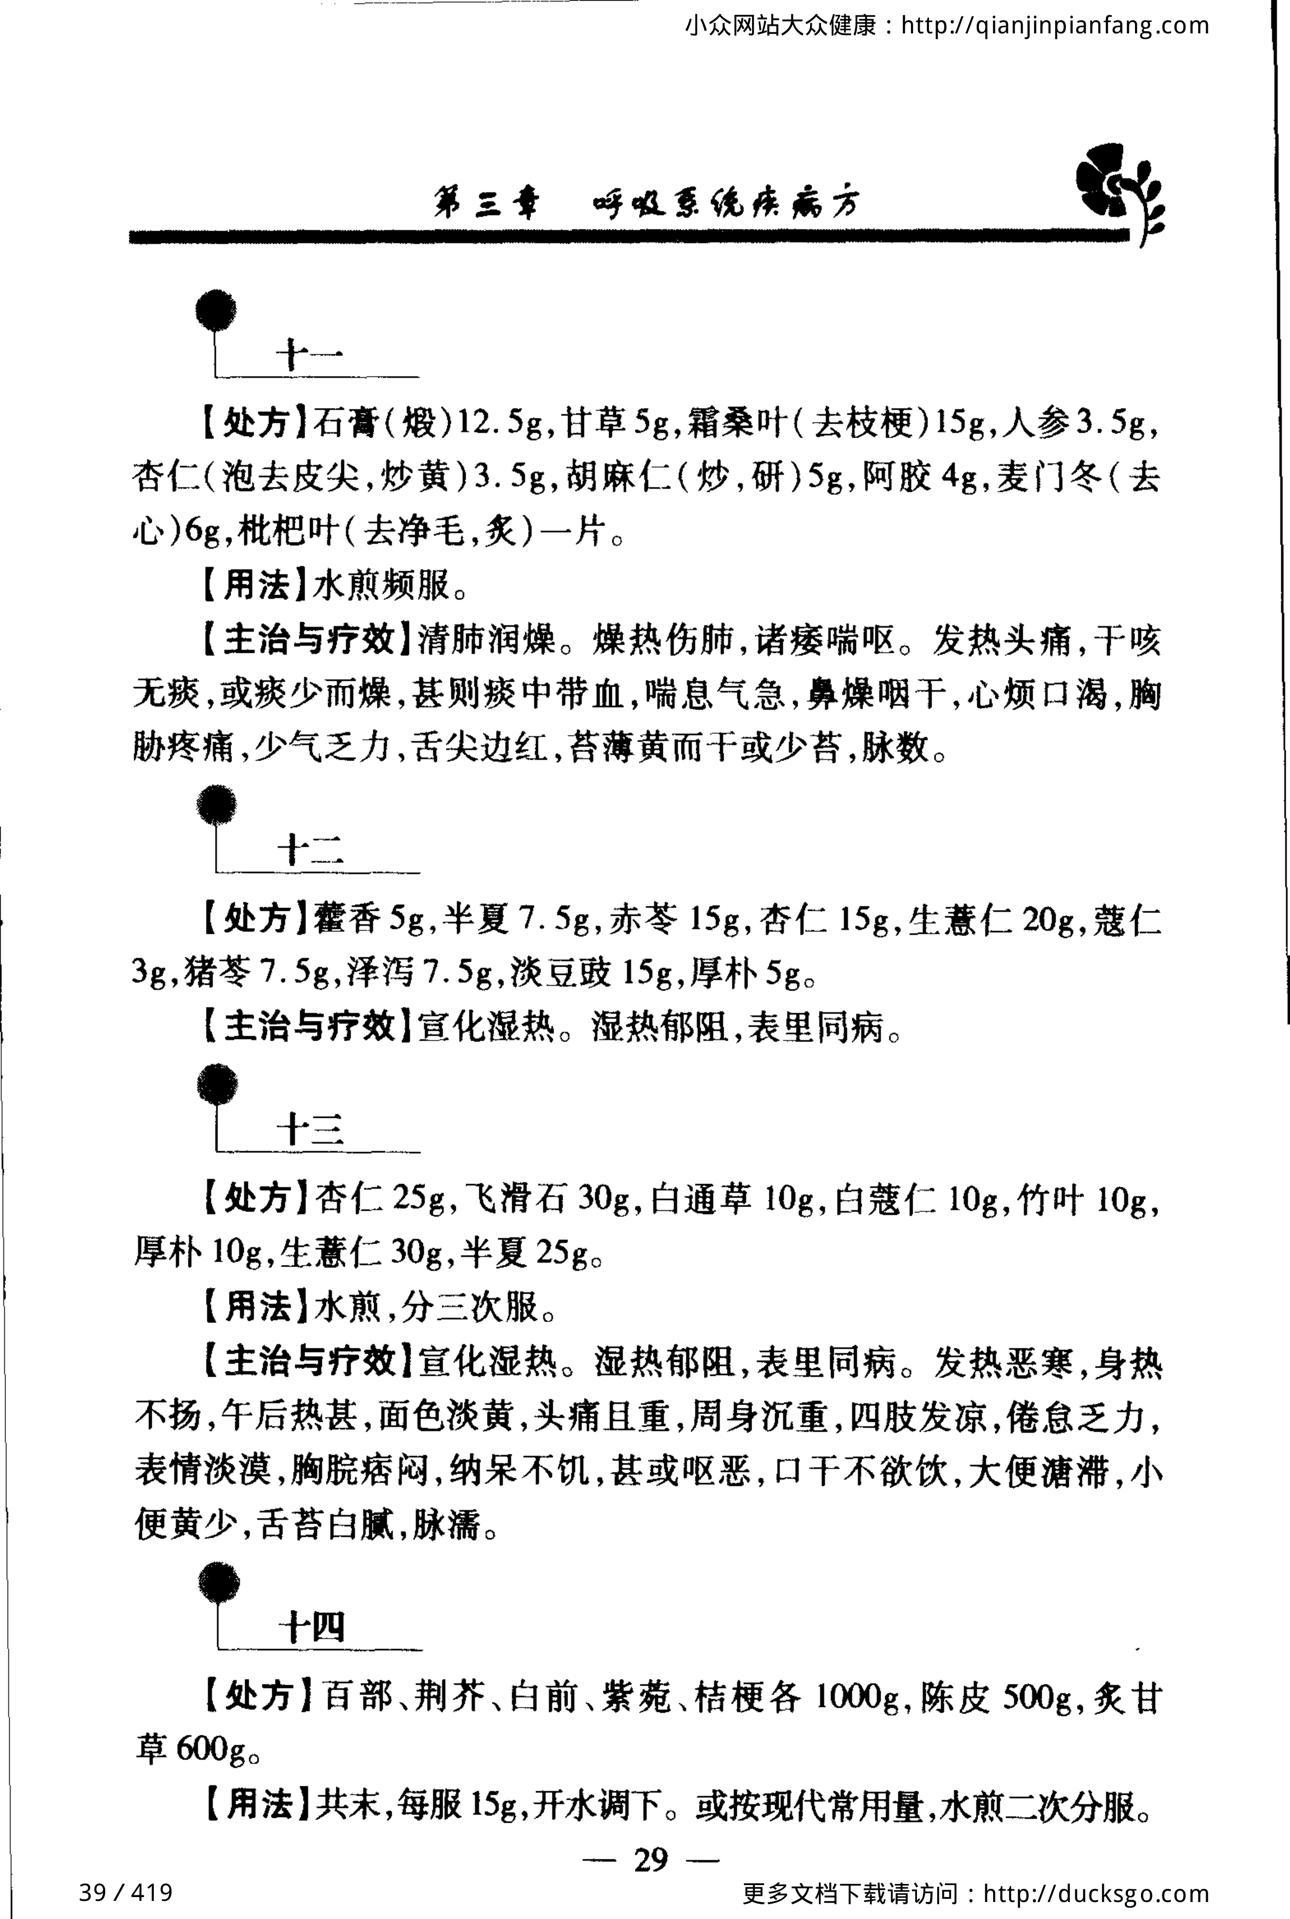 小众网站大众健康：http://qianjinpianfang.com
第三章 呼吸系统疾病方
十一
【处方】石膏(煅)12.5g,甘草5g,霜桑叶(去枝梗)15g,人参3.5g,
杏仁(泡去皮尖,炒黄)3.5g,胡麻仁(炒,研)5g,阿胶4g,麦门冬(去
心)6g,枇杷叶(去净毛,炙)一片。
【用法】水煎频服。
【主治与疗效】清肺润燥。燥热伤肺,诸痿喘呕。发热头痛,干咳
无痰,或痰少而燥,甚则痰中带血,喘息气急,鼻燥咽干,心烦口渴,胸
胁疼痛,少气乏力,舌尖边红,苔薄黄而干或少苔,脉数。
十二
【处方】藿香5g,半夏7.5g,赤苓15g,杏仁15g,生薏仁20g,蔻仁
3g,猪苓7.5g,泽泻7.5g,淡豆豉15g,厚朴5g。
【主治与疗效】宣化湿热。湿热郁阻,表里同病。
十三
【处方】杏仁25g,飞滑石30g,白通草10g,白蔻仁10g,竹叶10g,
厚朴10g,生薏仁30g,半夏25g。
【用法】水煎,分三次服。
【主治与疗效】宣化湿热。湿热郁阻,表里同病。发热恶寒,身热
不扬,午后热甚,面色淡黄,头痛且重,周身沉重,四肢发凉,倦怠乏力,
表情淡漠,胸脘痞闷,纳呆不饥,甚或呕恶,口干不欲饮,大便溏滞,小
便黄少,舌苔白腻,脉濡。
十四
【处方】百部、荆芥、白前、紫菀、桔梗各1000g,陈皮500g,炙甘
草600g。
【用法】共末,每服15g,开水调下。或按现代常用量,水煎二次分服。
— 29 —
39 / 419
更多文档下载请访问：http://ducksgo.com